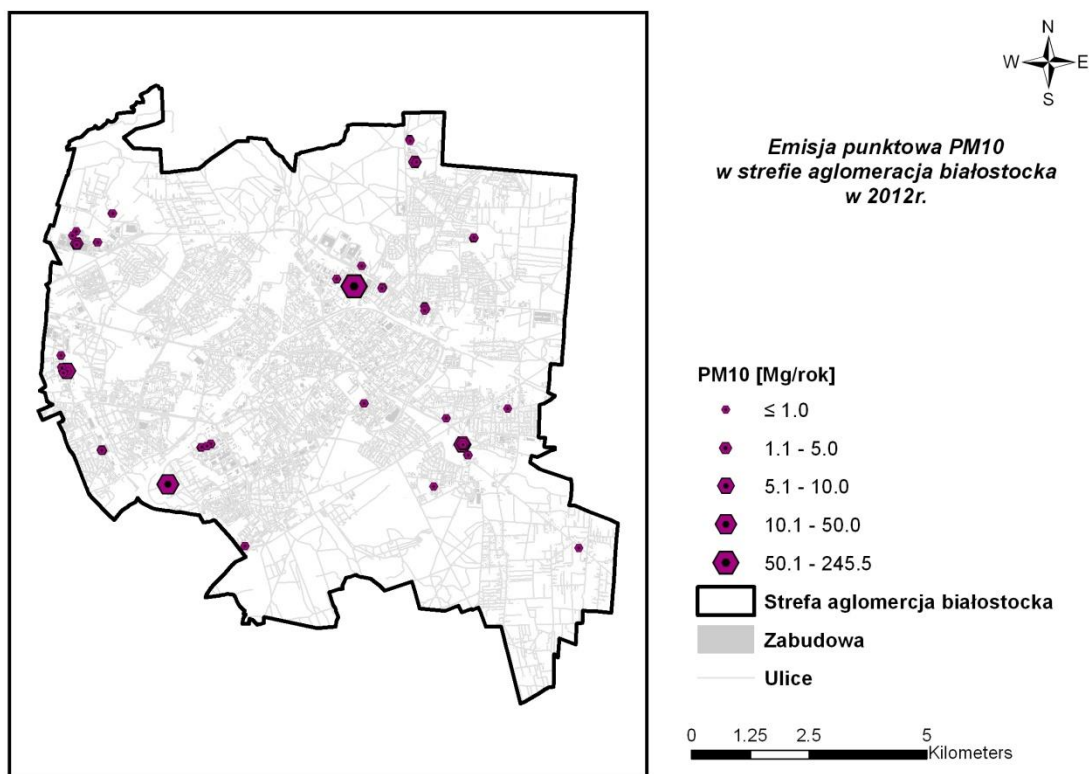 N
W E
S
Emisja punktowa PM10
w strefie aglomeracja białostocka
w 2012r.
PM10 [Mg/rok]
≤ 1.0
1.1 - 5.0
5.1 - 10.0
10.1 - 50.0
50.1 - 245.5
Strefa aglomercja białostocka
Zabudowa
Ulice
0 1.25 2.5 5
Kilometers